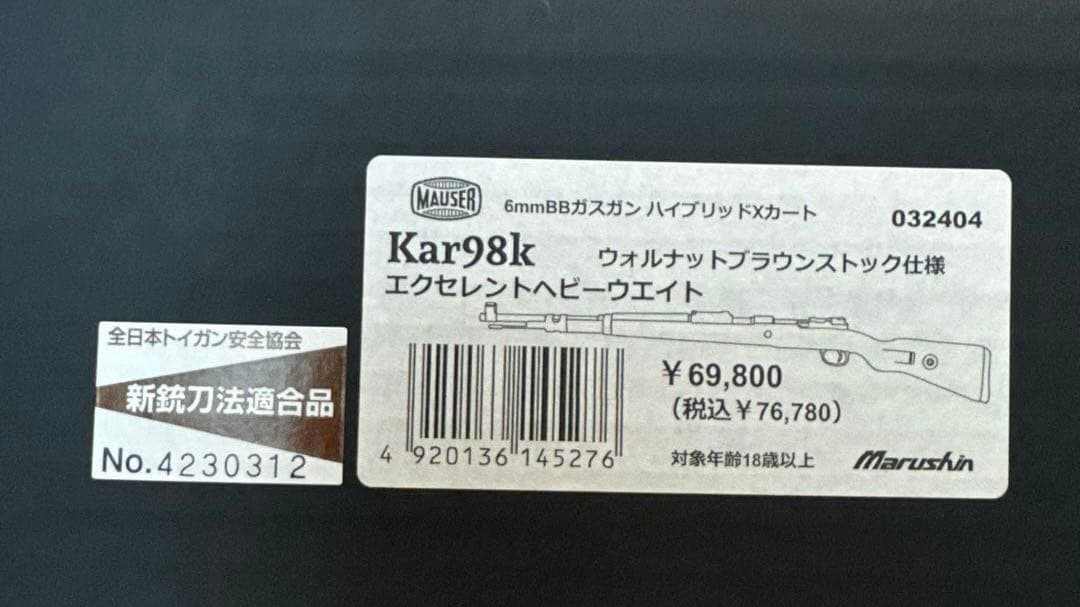 MAUSER
6mmBBガスガン ハイブリッドXカート
032404
Kar98k
ウォルナットブラウンストック仕様
エクセレントヘビーウエイト
￥69,800
（税込￥76,780）
4 920136 145276
対象年齢18歳以上
Marushin
全日本トイガン安全協会
新銃刀法適合品
No.4230312